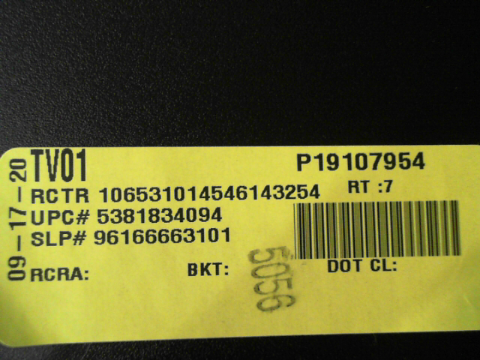 09-17-20
TV01
P19107954
RCTR 106531014546143254
RT :7
UPC# 5381834094
SLP# 96166663101
RCRA:
BKT:
DOT CL:
5056